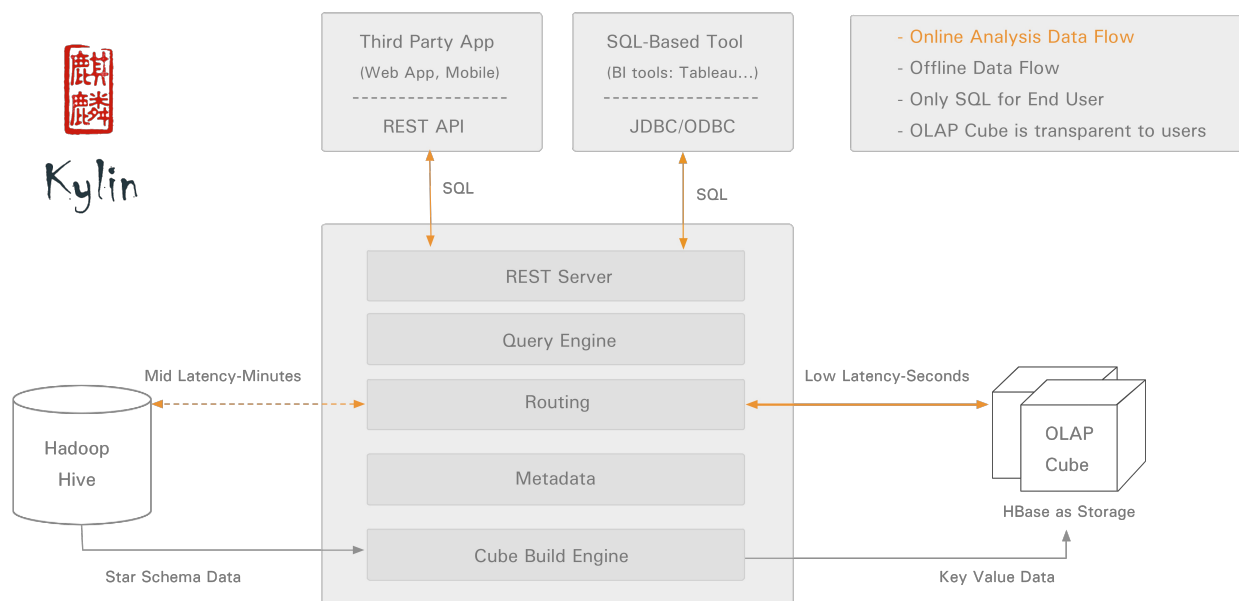 麒
麟
Kylin
Third Party App
(Web App, Mobile)
REST API
SQL-Based Tool
(BI tools: Tableau...)
JDBC/ODBC
- Online Analysis Data Flow
- Offline Data Flow
- Only SQL for End User
- OLAP Cube is transparent to users
SQL
SQL
REST Server
Query Engine
Mid Latency-Minutes
Routing
Low Latency-Seconds
Hadoop
Hive
OLAP
Cube
Metadata
HBase as Storage
Cube Build Engine
Star Schema Data
Key Value Data